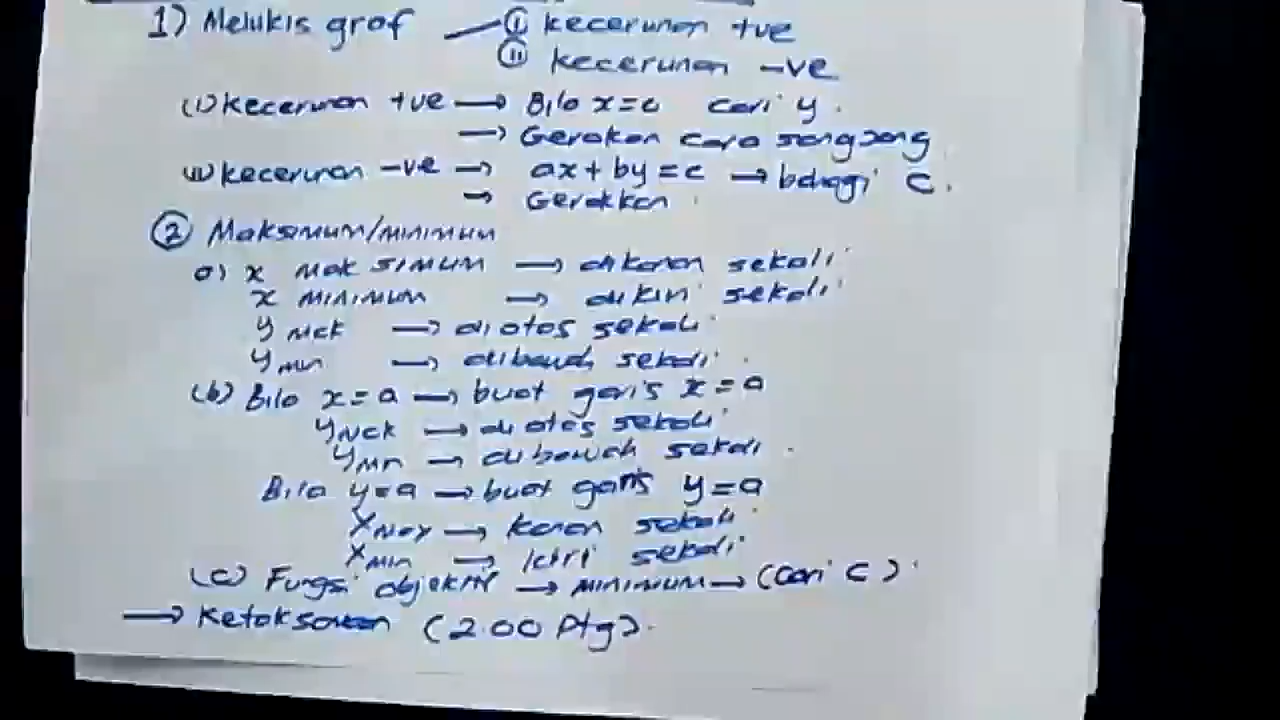 1) Melukis graf — (i) kecerunan +ve
(ii) kecerunan -ve
(i) kecerunan +ve → Bila x=c cari y.
→ Gerakan cara songsang
(ii) kecerunan -ve → ax + by = c → bahagi c.
→ Gerakkan
(2) Maksimum/minimum
a) x maksimum → dikanan sekali
x minimum → dikiri sekali
y mak → diatas sekali
y min → dibawah sekali
(b) Bila x = a → buat garis x = a
y mak → diatas sekali
y min → dibawah sekali.
Bila y = a → buat garis y = a
x max → kanan sekali
x min → kiri sekali
(c) Fungsi objektif → minimum → (cari c).
→ Ketaksamaan (2.00 ptg).